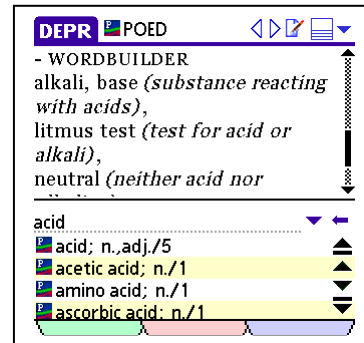 DEPR POED
- WORDBUILDER
alkali, base (substance reacting
with acids),
litmus test (test for acid or
alkali),
neutral (neither acid nor
acid
acid; n.,adj./5
acetic acid; n./1
amino acid; n./1
ascorbic acid; n./1